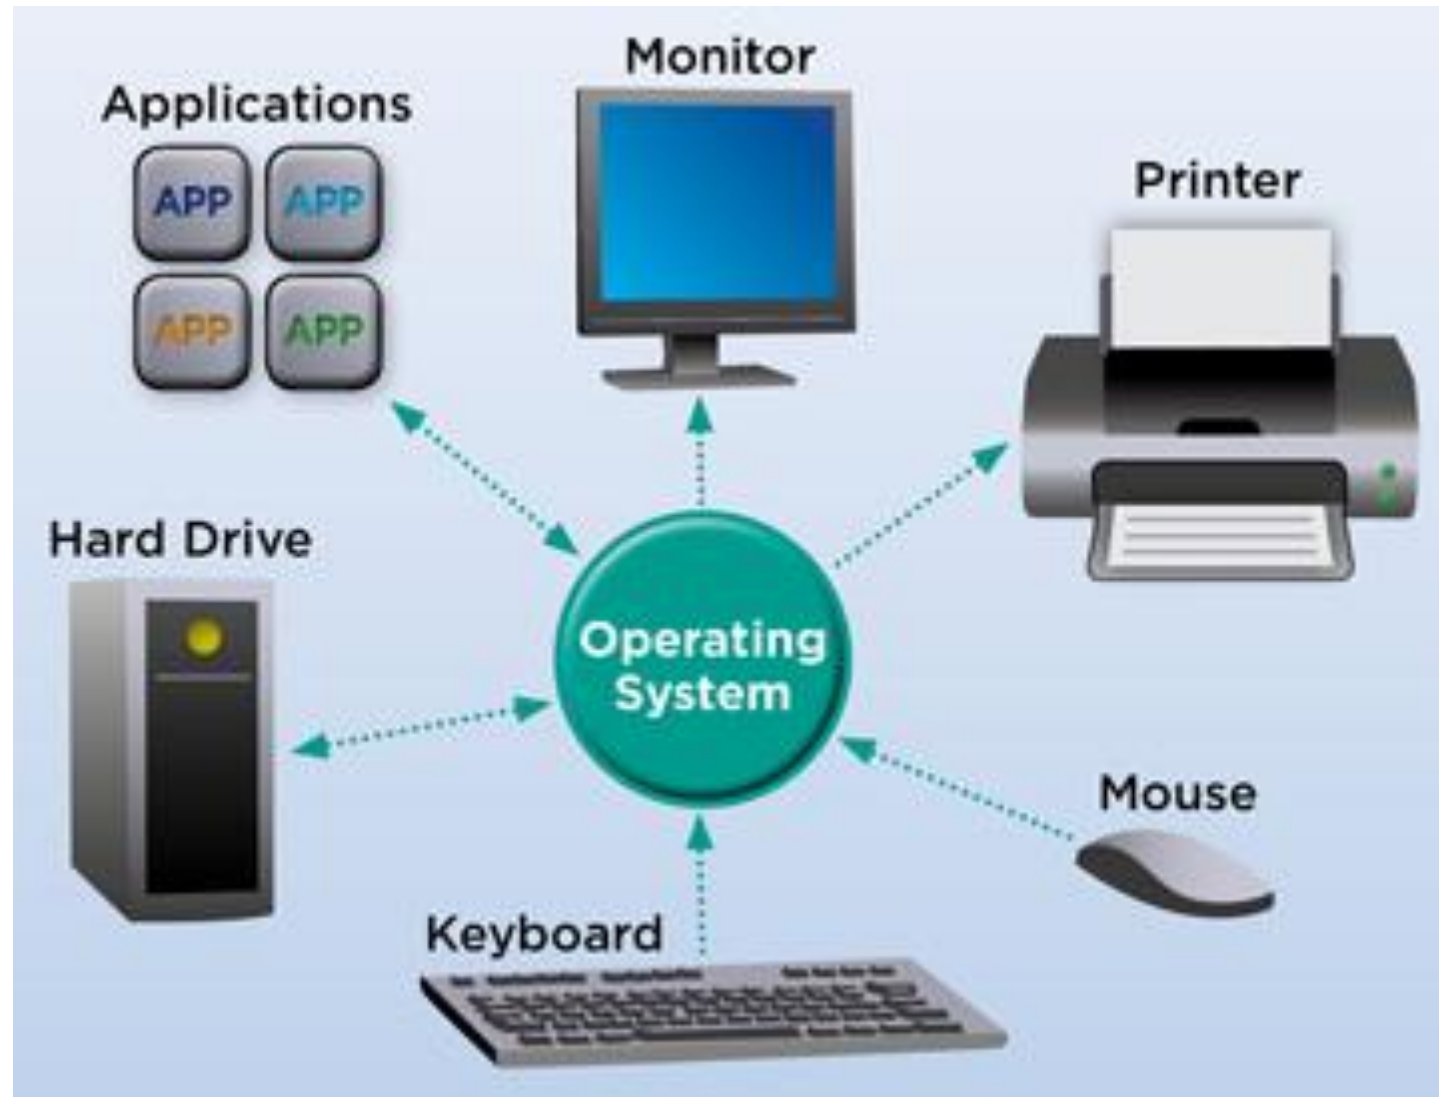 Monitor
Applications
APP APP
APP APP
Printer
Hard Drive
Operating
System
Mouse
Keyboard